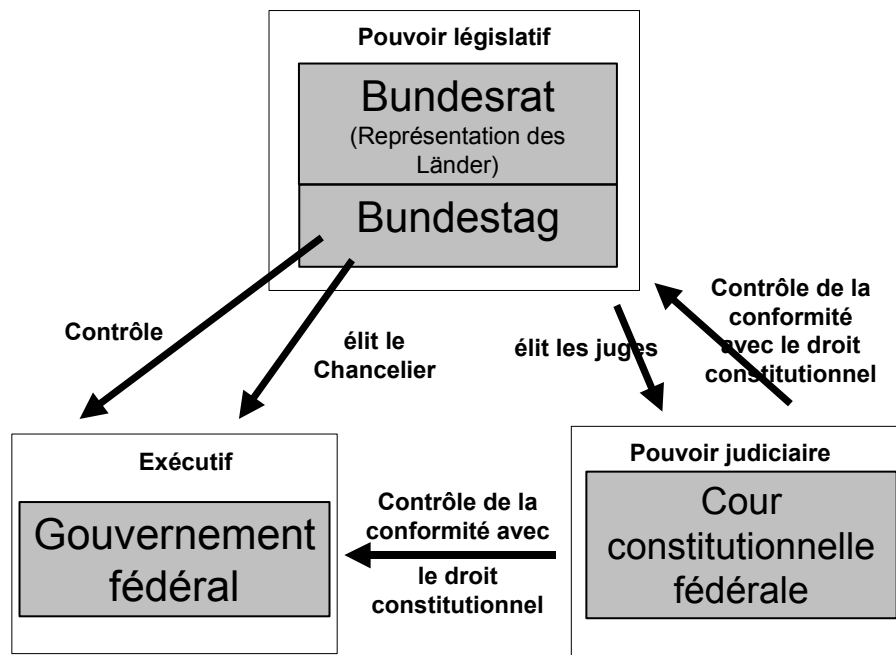 Pouvoir législatif
Bundesrat
(Représentation des
Länder)
Bundestag
Contrôle
élit le
Chancelier
élit les juges
Contrôle de la
conformité
avec le droit
constitutionnel
Exécutif
Gouvernement
fédéral
Contrôle de la
conformité avec
le droit
constitutionnel
Pouvoir judiciaire
Cour
constitutionnelle
fédérale